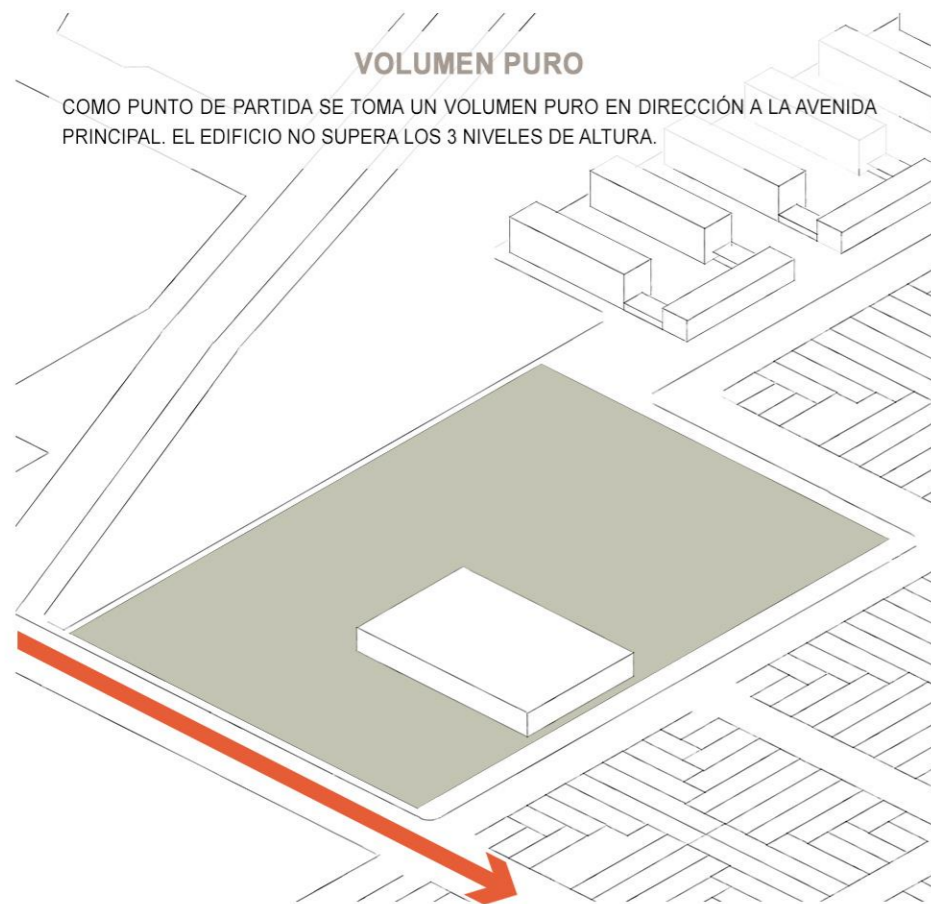 VOLUMEN PURO
COMO PUNTO DE PARTIDA SE TOMA UN VOLUMEN PURO EN DIRECCIÓN A LA AVENIDA
PRINCIPAL. EL EDIFICIO NO SUPERA LOS 3 NIVELES DE ALTURA.